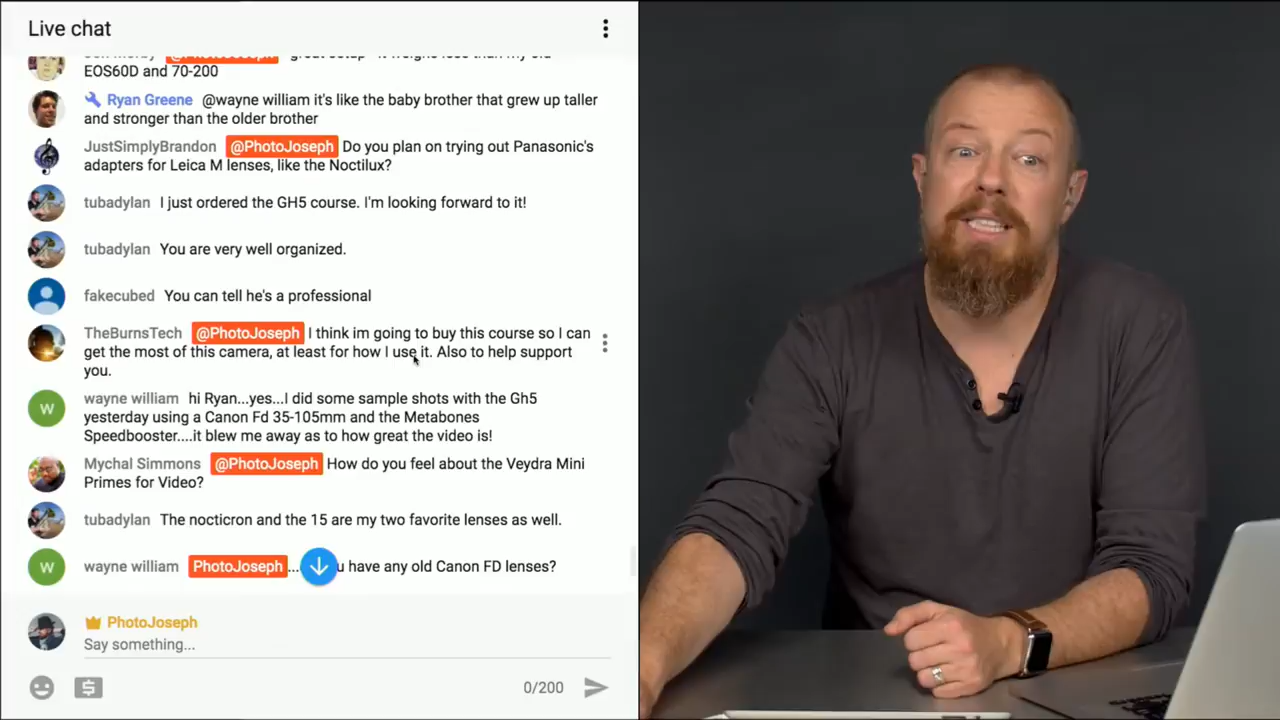 Live chat
EOS60D and 70-200
Ryan Greene @wayne william it's like the baby brother that grew up taller
and stronger than the older brother
JustSimplyBrandon @PhotoJoseph Do you plan on trying out Panasonic's
adapters for Leica M lenses, like the Noctilux?
tubadylan I just ordered the GH5 course. I'm looking forward to it!
tubadylan You are very well organized.
fakecubed You can tell he's a professional
TheBurnsTech @PhotoJoseph I think im going to buy this course so I can
get the most of this camera, at least for how I use it. Also to help support
you.
W
wayne william hi Ryan...yes...I did some sample shots with the Gh5
yesterday using a Canon Fd 35-105mm and the Metabones
Speedbooster....it blew me away as to how great the video is!
Mychal Simmons @PhotoJoseph How do you feel about the Veydra Mini
Primes for Video?
tubadylan The nocticron and the 15 are my two favorite lenses as well.
W
wayne william PhotoJoseph... u have any old Canon FD lenses?
PhotoJoseph
Say something...
$
0/200